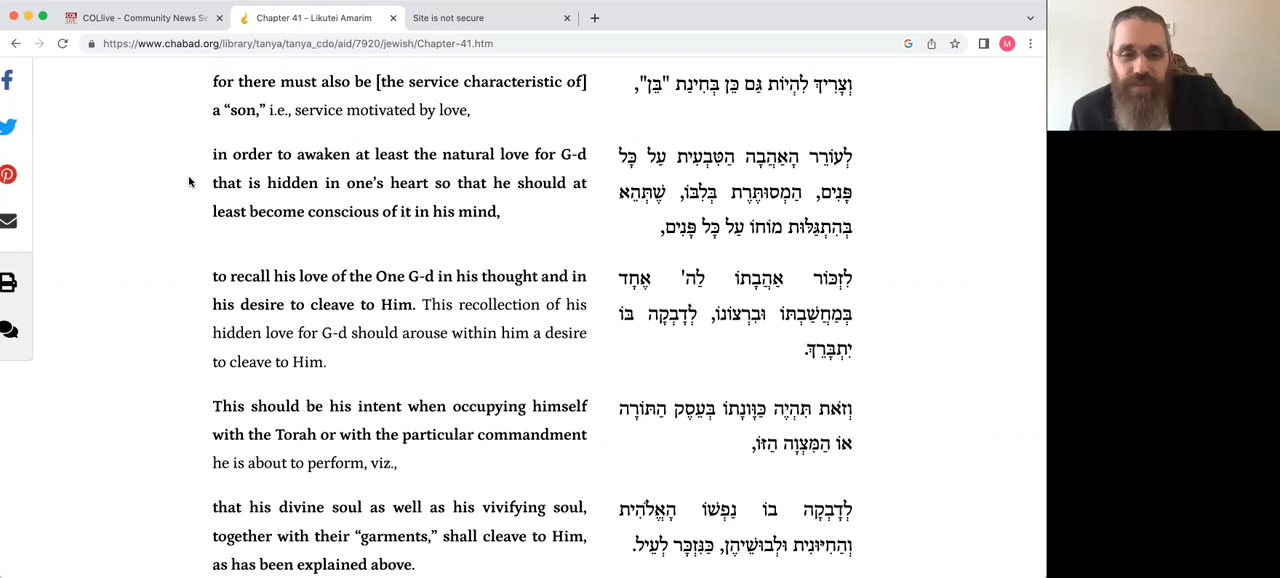 COLlive - Community News Se
Chapter 41 - Likutei Amarim
Site is not secure
https://www.chabad.org/library/tanya/tanya_cdo/aid/7920/jewish/Chapter-41.htm
G
M
for there must also be [the service characteristic of]
a “son,” i.e., service motivated by love,
וְצָרִיךְ לִהְיוֹת גַּם כֵּן בְּחִינַת "בֵּן",
in order to awaken at least the natural love for G-d
that is hidden in one’s heart so that he should at
least become conscious of it in his mind,
לְעוֹרֵר הָאַהֲבָה הַטִּבְעִית עַל כָּל
פָּנִים, הַמְסוּתֶּרֶת בְּלִבּוֹ, שֶׁתְּהֵא
בְּהִתְגַּלּוּת מוֹחוֹ עַל כָּל פָּנִים,
to recall his love of the One G-d in his thought and in
his desire to cleave to Him. This recollection of his
hidden love for G-d should arouse within him a desire
to cleave to Him.
לִזְכּוֹר אַהֲבָתוֹ לַה' אֶחָד
בְּמַחֲשַׁבְתּוֹ וּבִרְצוֹנוֹ, לְדָבְקָה בּוֹ
יִתְבָּרֵךְ.
This should be his intent when occupying himself
with the Torah or with the particular commandment
he is about to perform, viz.,
וְזֹאת תִּהְיֶה כַּוָּונָתוֹ בְּעֵסֶק הַתּוֹרָה
אוֹ הַמִּצְוָה הַזּוֹ,
that his divine soul as well as his vivifying soul,
together with their “garments,” shall cleave to Him,
as has been explained above.
לְדָבְקָה בוֹ נַפְשׁוֹ הָאֱלֹהִית
וְהַחִיּוּנִית וּלְבוּשֵׁיהֶן, כַּנִּזְכָּר לְעֵיל.